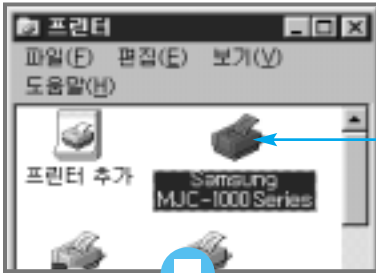 프린터
파일(F) 편집(E) 보기(V)
도움말(H)
프린터 추가
Samsung
MJC-1000 Series